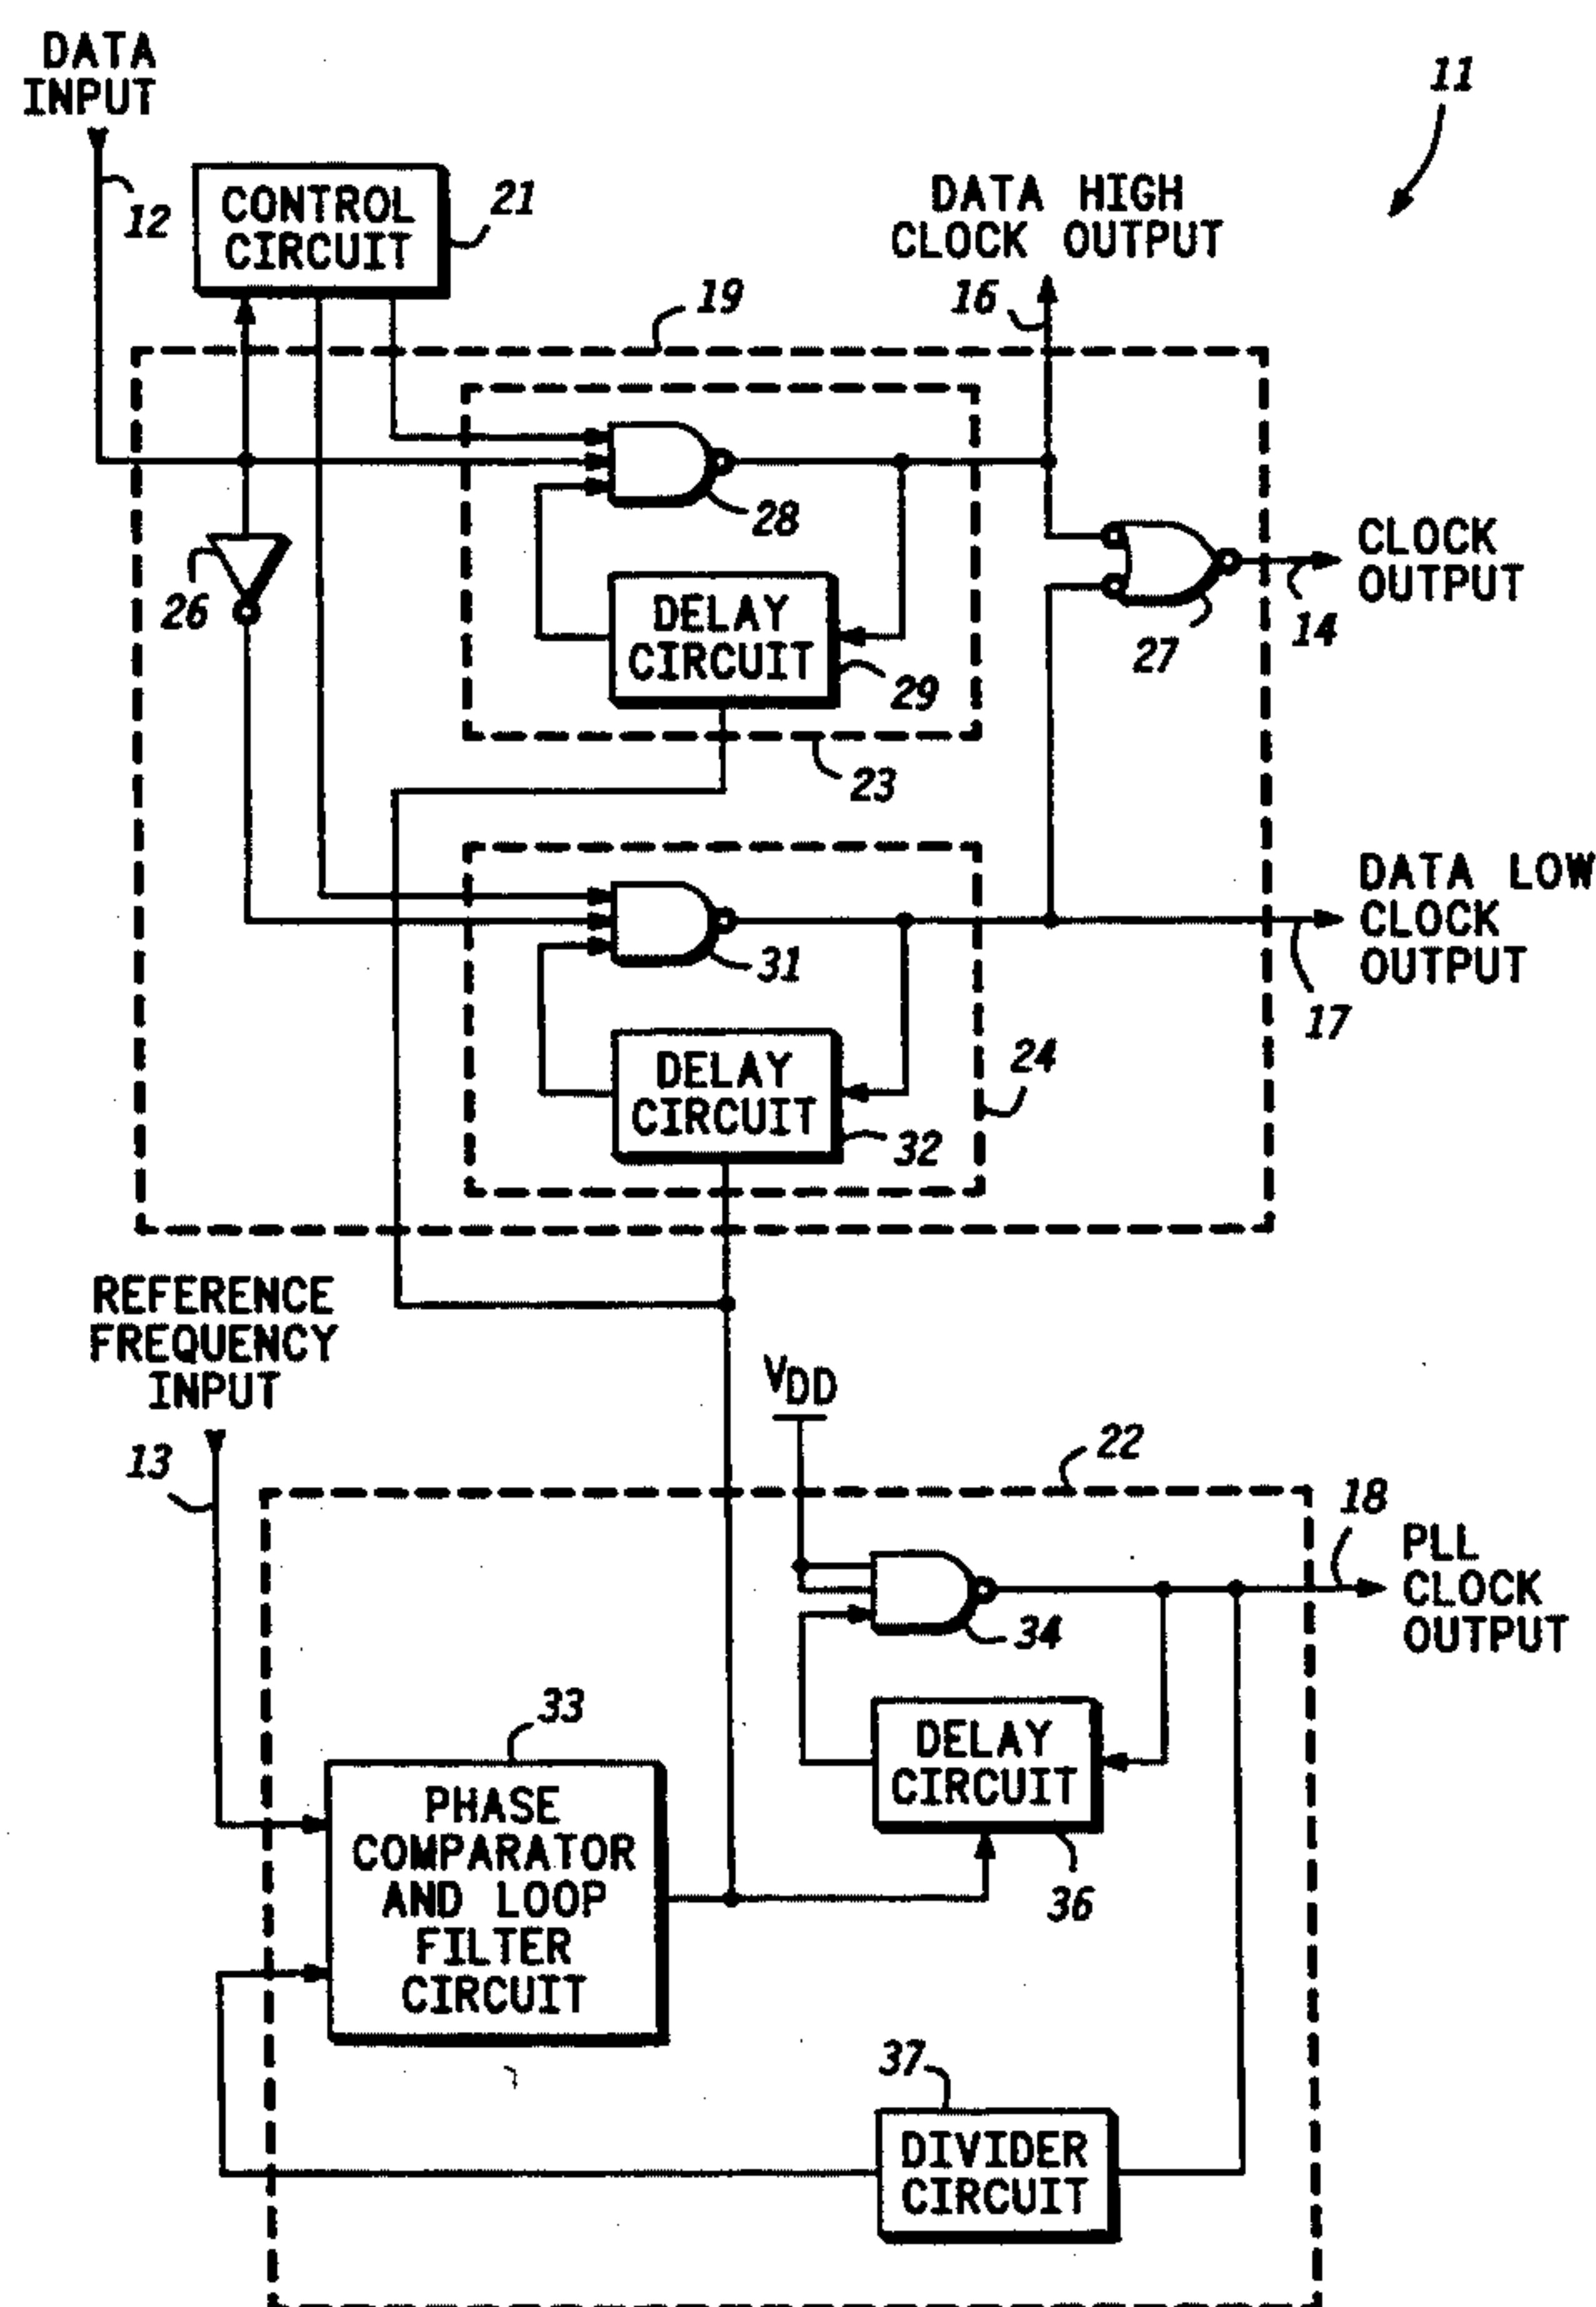 DATA
INPUT
12
CONTROL
CIRCUIT
21
11
DATA HIGH
CLOCK OUTPUT
16
19
28
26
DELAY
CIRCUIT
29
23
CLOCK
OUTPUT
14
27
31
DATA LOW
CLOCK
OUTPUT
17
24
DELAY
CIRCUIT
32
REFERENCE
FREQUENCY
INPUT
13
VDD
22
18
PLL
CLOCK
OUTPUT
34
33
DELAY
CIRCUIT
36
PHASE
COMPARATOR
AND LOOP
FILTER
CIRCUIT
37
DIVIDER
CIRCUIT